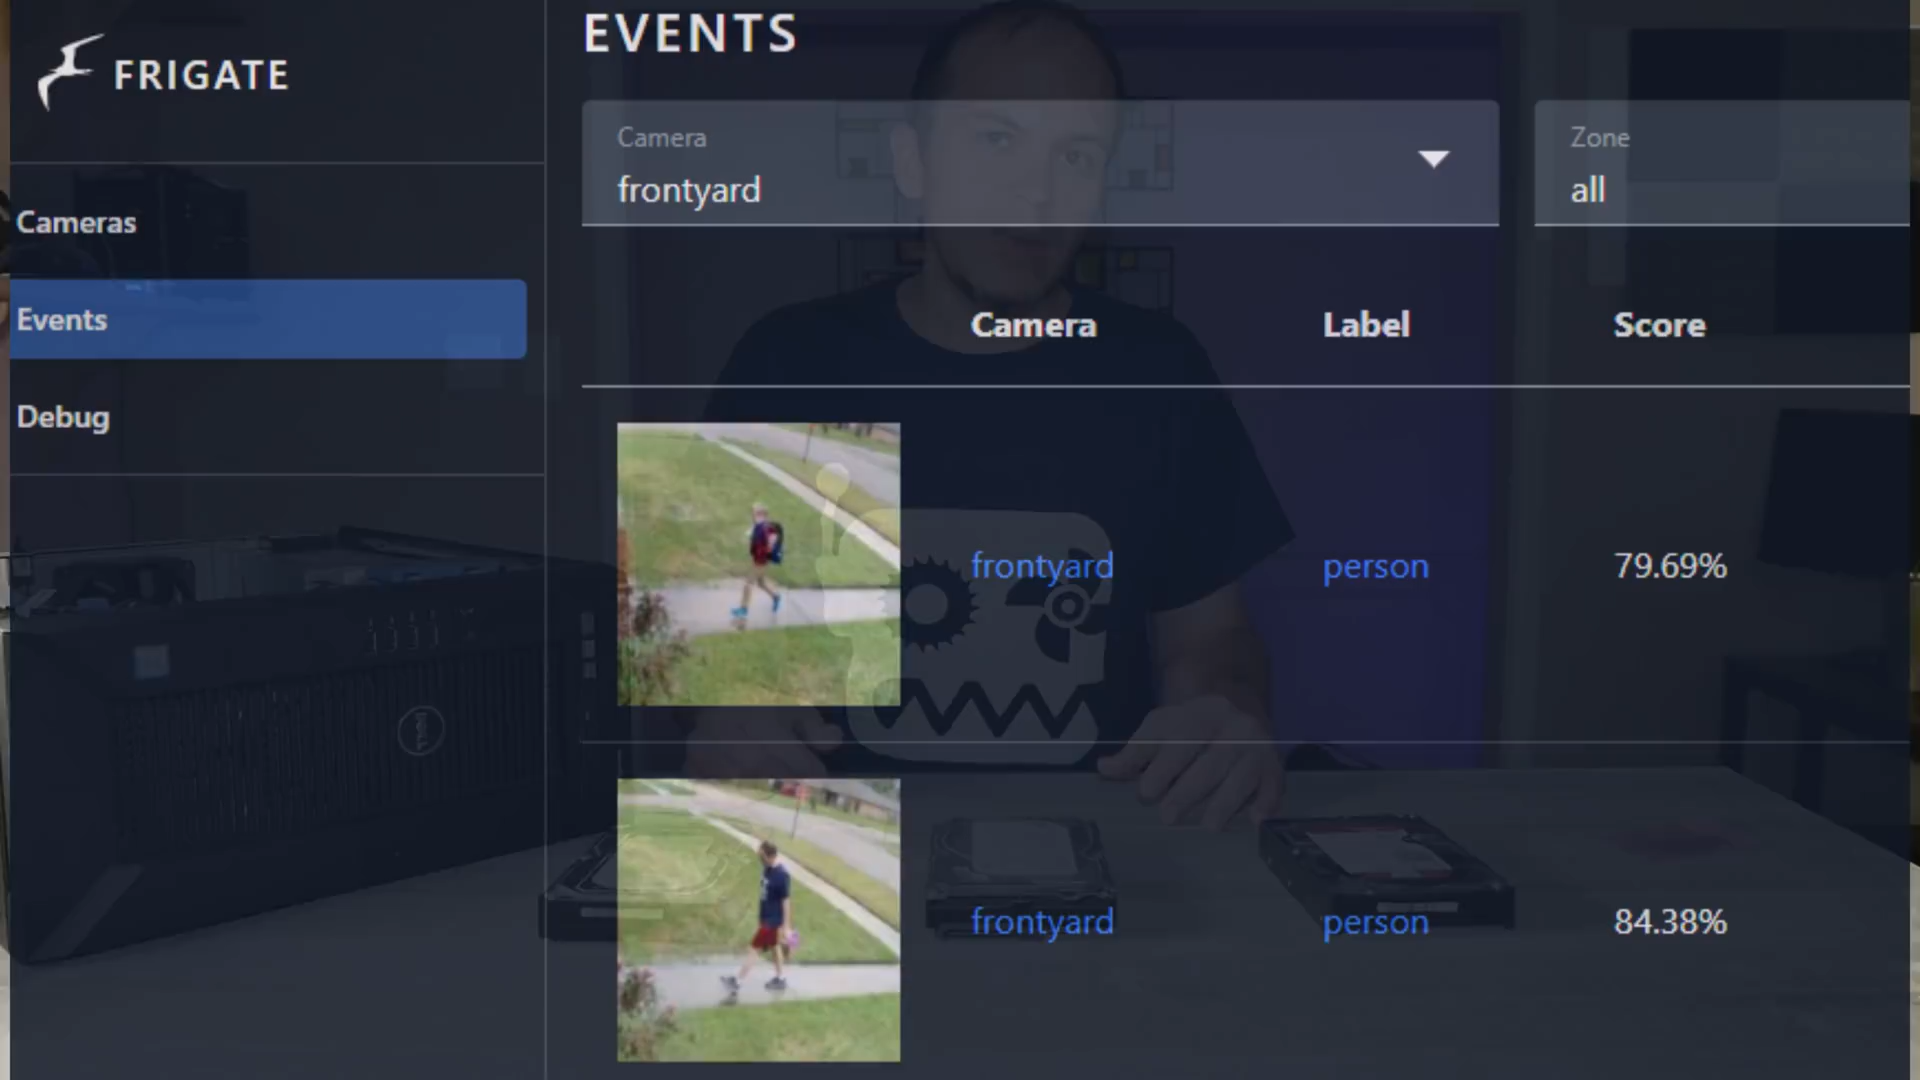 FRIGATE
Cameras
Events
Debug
EVENTS
Camera
frontyard
Zone
all
Camera Label Score
frontyard person 79.69%
frontyard person 84.38%
DELL